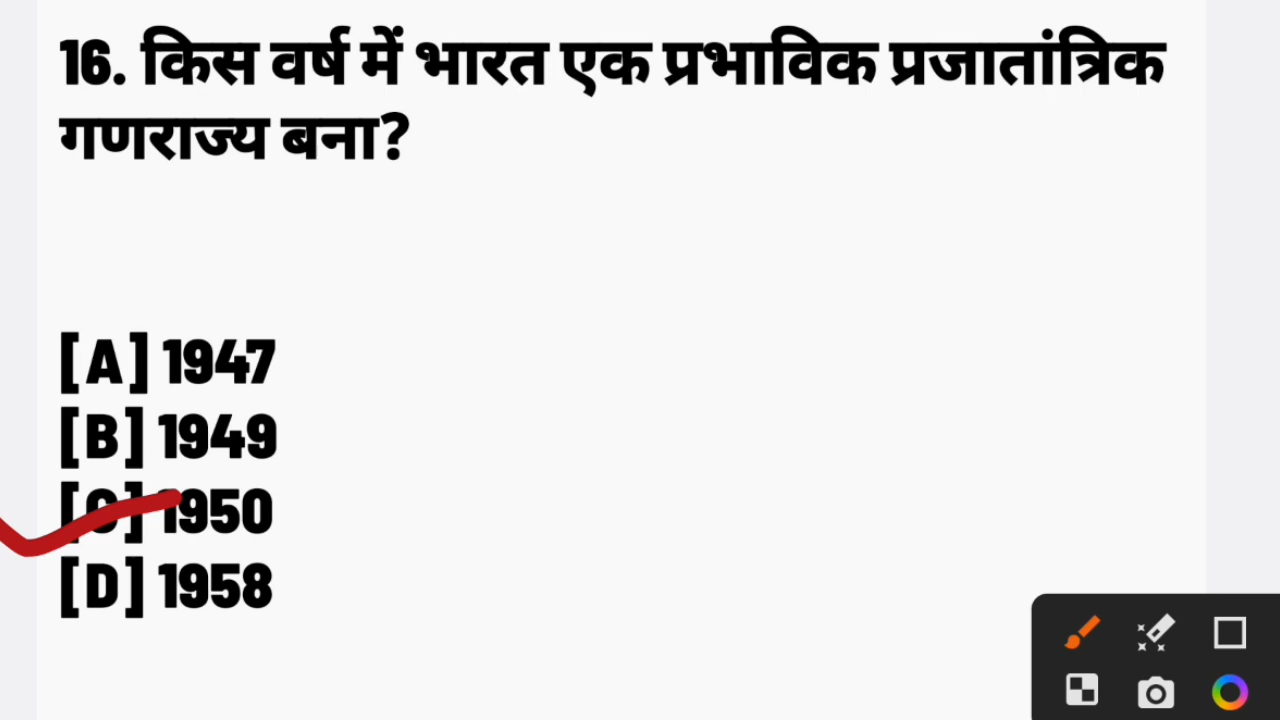 16. किस वर्ष में भारत एक प्रभाविक प्रजातांत्रिक
गणराज्य बना?
[A] 1947
[B] 1949
[C] 1950
[D] 1958